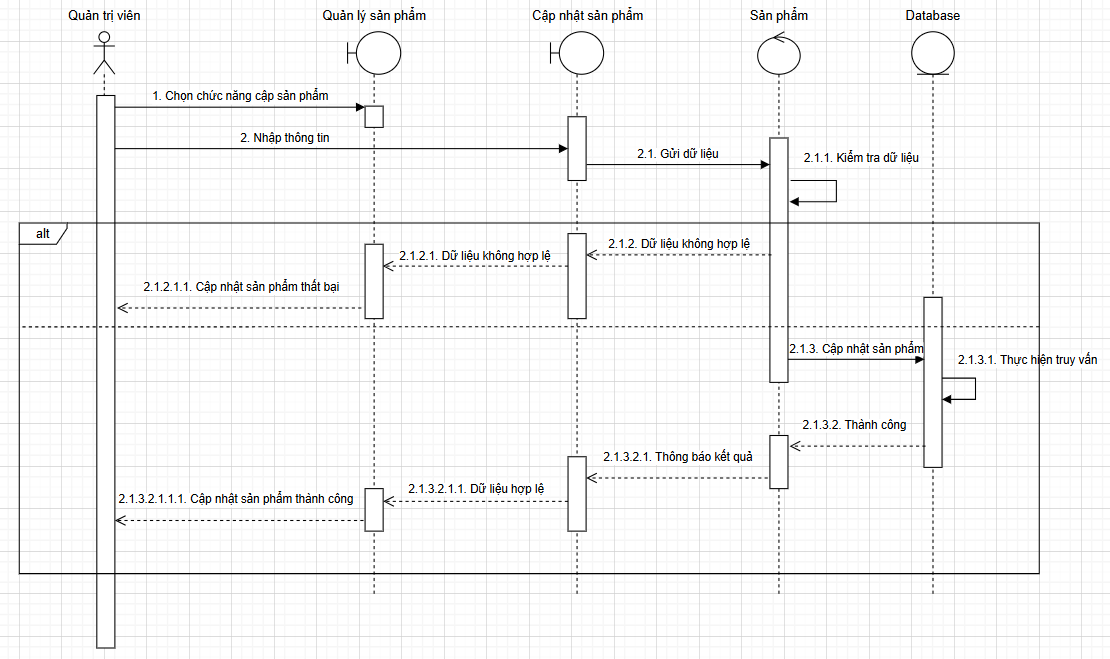 Quản trị viên
Quản lý sản phẩm
Cập nhật sản phẩm
Sản phẩm
Database
1. Chọn chức năng cập sản phẩm
2. Nhập thông tin
2.1. Gửi dữ liệu
2.1.1. Kiểm tra dữ liệu
alt
2.1.2. Dữ liệu không hợp lệ
2.1.2.1. Dữ liệu không hợp lệ
2.1.2.1.1. Cập nhật sản phẩm thất bại
2.1.3. Cập nhật sản phẩm
2.1.3.1. Thực hiện truy vấn
2.1.3.2. Thành công
2.1.3.2.1. Thông báo kết quả
2.1.3.2.1.1. Dữ liệu hợp lệ
2.1.3.2.1.1.1. Cập nhật sản phẩm thành công